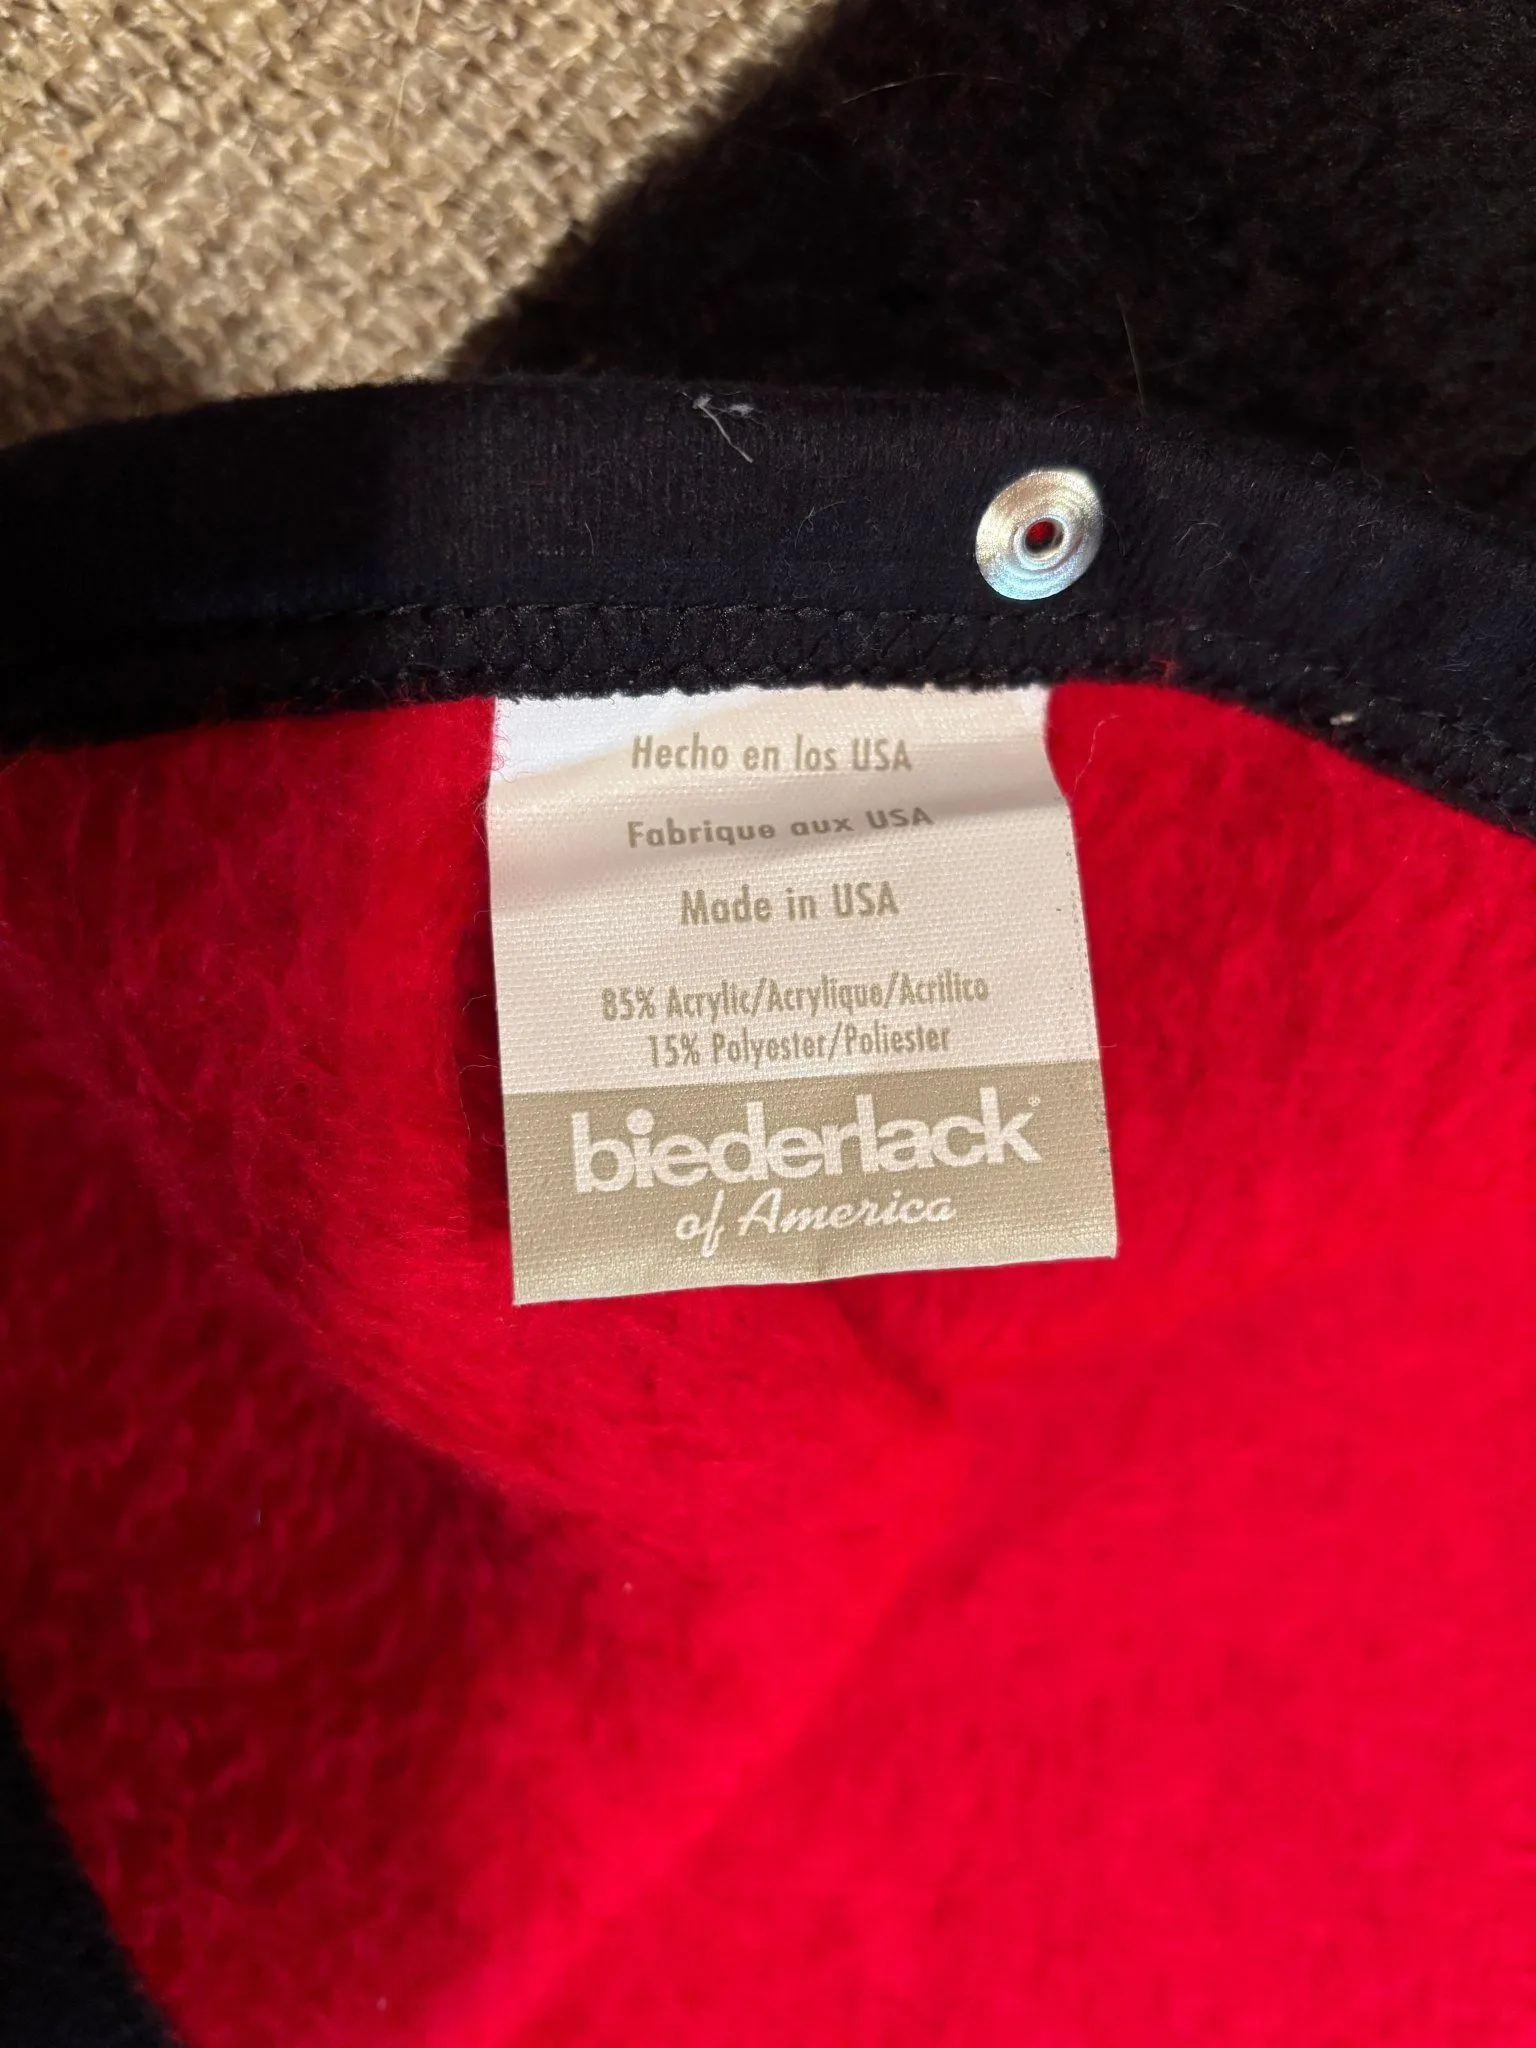 Hecho en los USA
Fabrique aux USA
Made in USA
85% Acrylic/Acrylique/Acrilico
15% Polyester/Poliester
biederlack®
of America